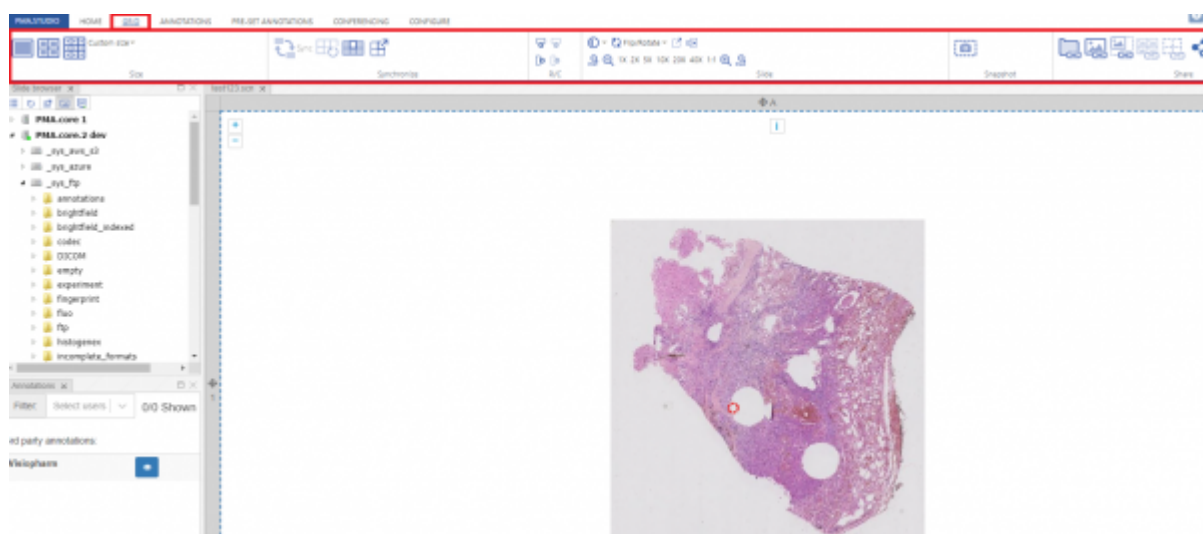 PMA.STUDIO HOME GRID ANNOTATIONS PRE-SET ANNOTATIONS CONFERENCING CONFIGURE
Custom size
Sync
Flip/Rotate
1X 2X 5X 10X 20X 40X 1:1
Size Synchronize R/C Slide Snapshot Share
Slide browser test123.scn
A
PMA.core 1
PMA.core.2 dev
_sys_aws_s3
_sys_azure
_sys_ftp
annotations
brightfield
brightfield_indexed
codec
DICOM
empty
experiment
fingerprint
fluo
ftp
histogenex
incomplete_formats
Annotations
1
Filter: Select users 0/0 Shown
rd party annotations:
Visiopharm